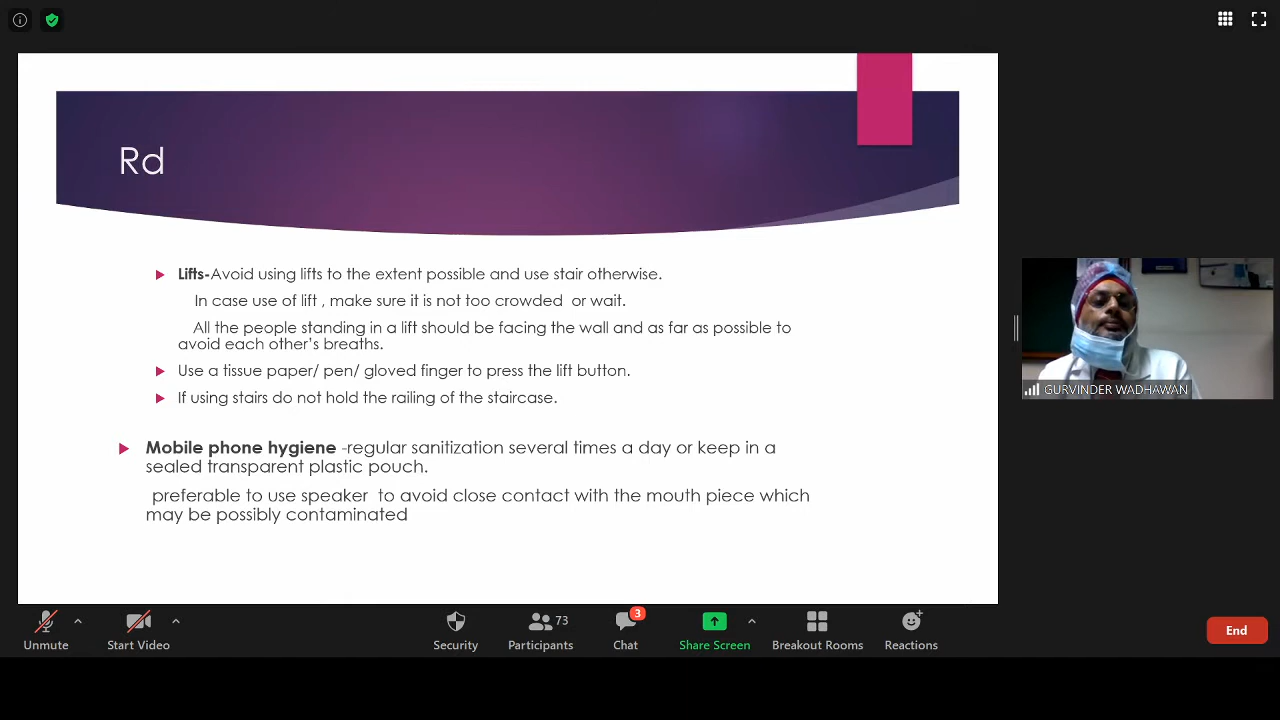 Rd
Lifts-Avoid using lifts to the extent possible and use stair otherwise.
In case use of lift , make sure it is not too crowded or wait.
All the people standing in a lift should be facing the wall and as far as possible to
avoid each other's breaths.
Use a tissue paper/ pen/ gloved finger to press the lift button.
If using stairs do not hold the railing of the staircase.
Mobile phone hygiene -regular sanitization several times a day or keep in a
sealed transparent plastic pouch.
preferable to use speaker to avoid close contact with the mouth piece which
may be possibly contaminated
GURVINDER WADHAWAN
Unmute
Start Video
Security
73
Participants
3
Chat
Share Screen
Breakout Rooms
Reactions
End